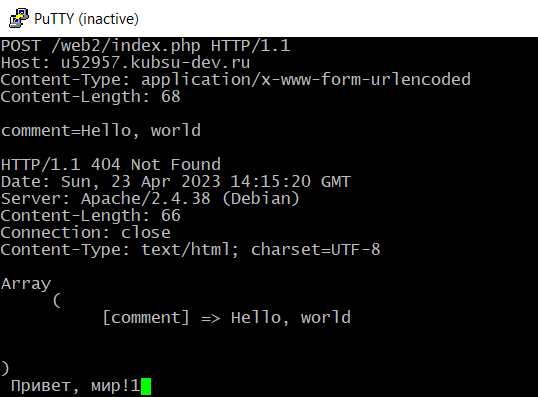 PuTTY (inactive)
POST /web2/index.php HTTP/1.1
Host: u52957.kubsu-dev.ru
Content-Type: application/x-www-form-urlencoded
Content-Length: 68
comment=Hello, world
HTTP/1.1 404 Not Found
Date: Sun, 23 Apr 2023 14:15:20 GMT
Server: Apache/2.4.38 (Debian)
Content-Length: 66
Connection: close
Content-Type: text/html; charset=UTF-8
Array
(
[comment] => Hello, world
)
Привет, мир!1